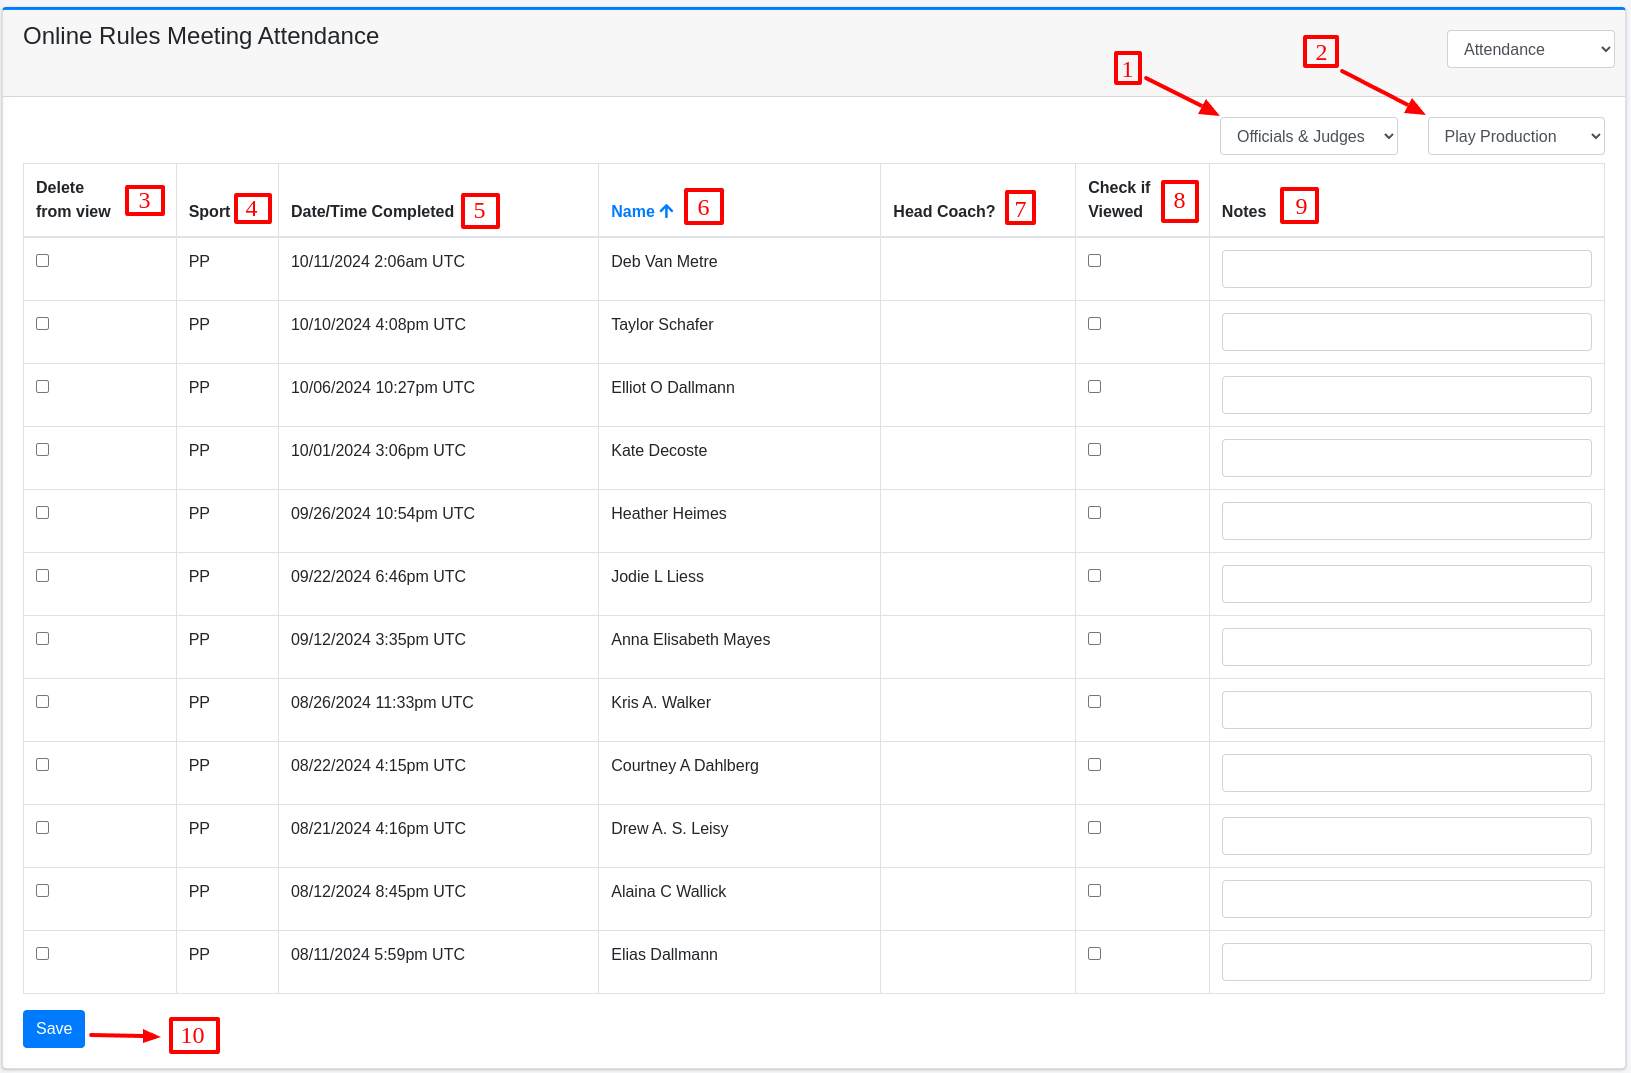 Online Rules Meeting Attendance
Attendance
1
2
Officials & Judges
Play Production
Delete from view 3 Sport 4 Date/Time Completed 5 Name 6 Head Coach? 7 Check if Viewed 8 Notes 9
PP 10/11/2024 2:06am UTC Deb Van Metre
PP 10/10/2024 4:08pm UTC Taylor Schafer
PP 10/06/2024 10:27pm UTC Elliot O Dallmann
PP 10/01/2024 3:06pm UTC Kate Decoste
PP 09/26/2024 10:54pm UTC Heather Heimes
PP 09/22/2024 6:46pm UTC Jodie L Liess
PP 09/12/2024 3:35pm UTC Anna Elisabeth Mayes
PP 08/26/2024 11:33pm UTC Kris A. Walker
PP 08/22/2024 4:15pm UTC Courtney A Dahlberg
PP 08/21/2024 4:16pm UTC Drew A. S. Leisy
PP 08/12/2024 8:45pm UTC Alaina C Wallick
PP 08/11/2024 5:59pm UTC Elias Dallmann
Save 10